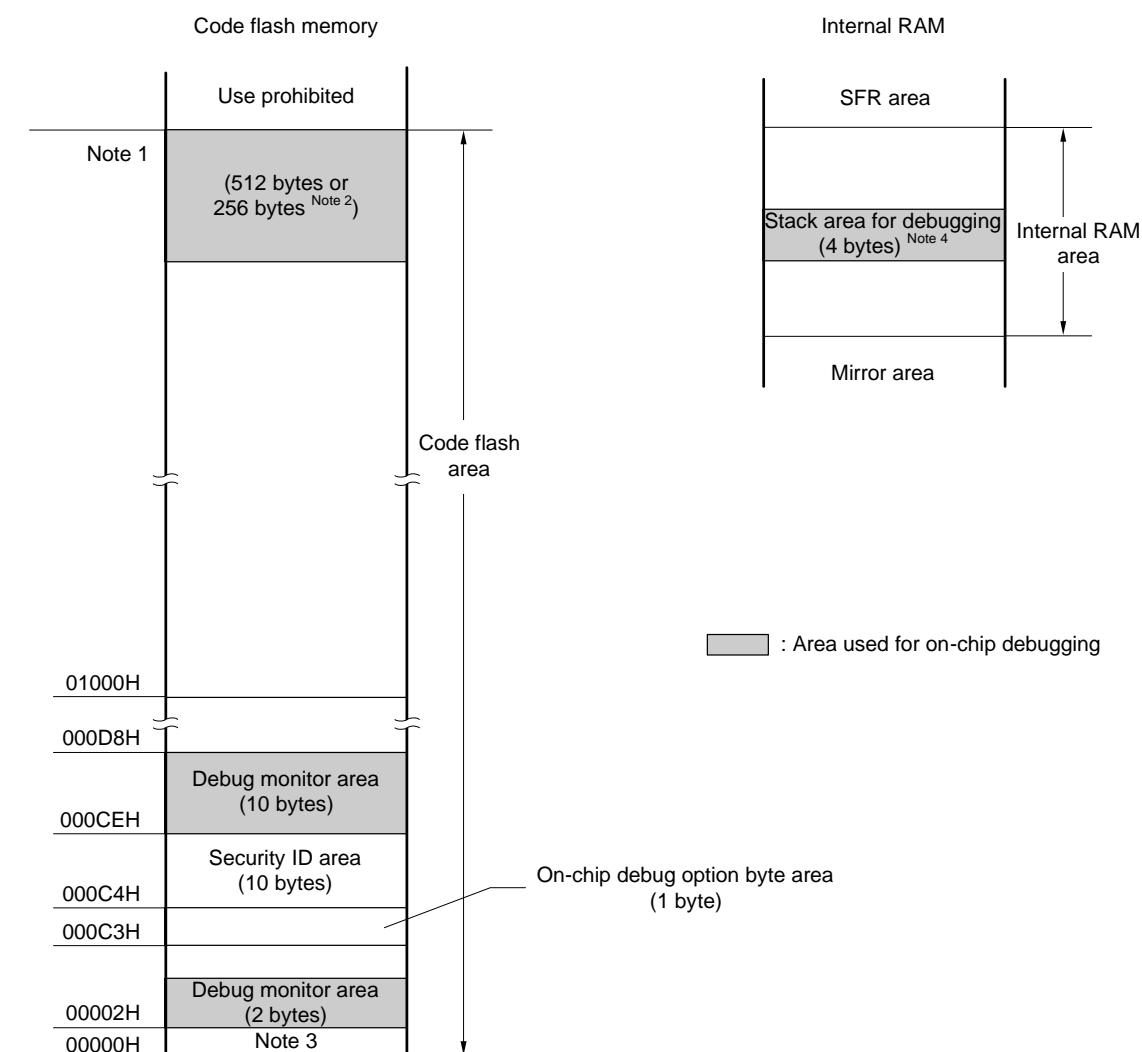 Code flash memory
Internal RAM
Use prohibited
SFR area
Note 1
(512 bytes or
256 bytes Note 2)
Stack area for debugging
(4 bytes) Note 4
Internal RAM
area
Mirror area
Code flash
area
: Area used for on-chip debugging
01000H
000D8H
Debug monitor area
(10 bytes)
000CEH
Security ID area
(10 bytes)
On-chip debug option byte area
(1 byte)
000C4H
000C3H
Debug monitor area
(2 bytes)
00002H
Note 3
00000H